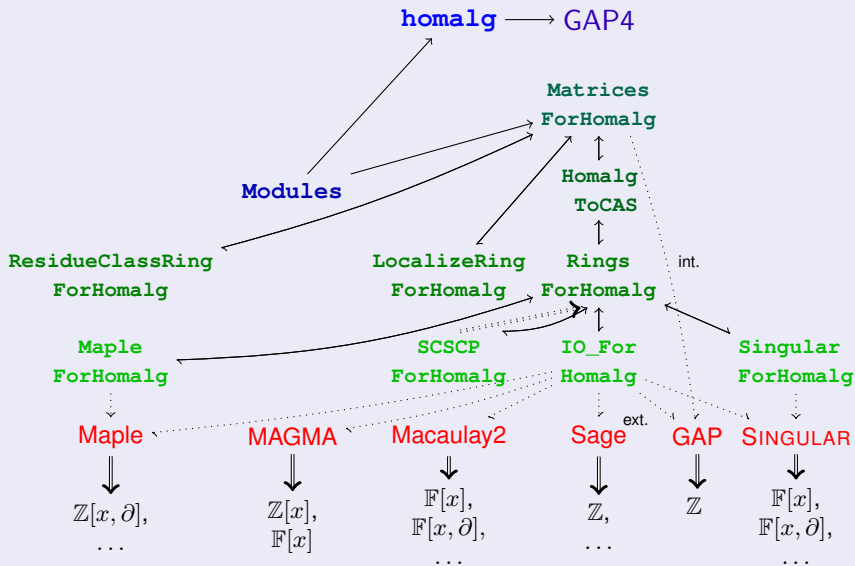 homalg GAP4
Matrices
ForHomalg
Homalg
ToCAS
Modules
ResidueClassRing
ForHomalg
LocalizeRing
ForHomalg
Rings
ForHomalg
int.
Maple
ForHomalg
SCSCP
ForHomalg
IO_For
Homalg
Singular
ForHomalg
ext.
Maple MAGMA Macaulay2 Sage GAP SINGULAR
ℤ[x, ∂],
...
ℤ[x],
𝔽[x]
𝔽[x],
𝔽[x, ∂],
...
ℤ,
...
ℤ
𝔽[x],
𝔽[x, ∂],
...